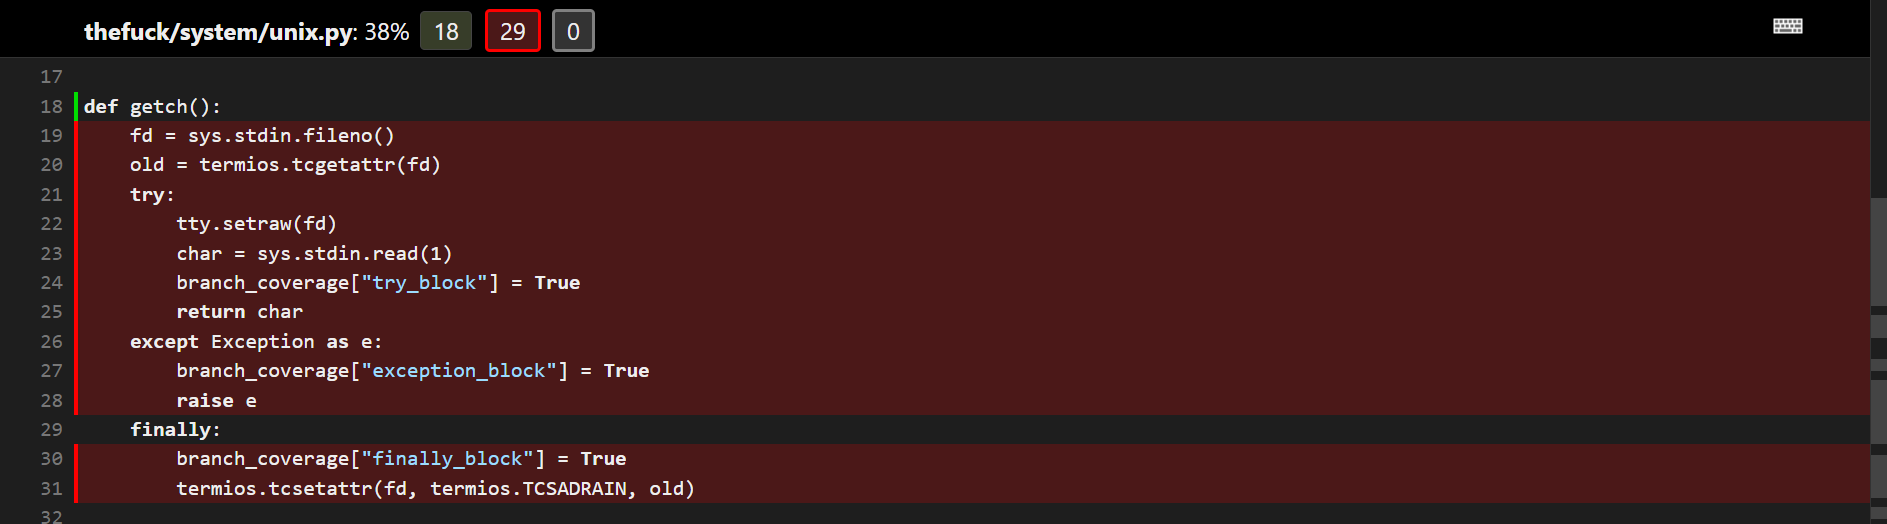 thefuck/system/unix.py: 38% 18 29 0
17
18 def getch():
19     fd = sys.stdin.fileno()
20     old = termios.tcgetattr(fd)
21     try:
22         tty.setraw(fd)
23         char = sys.stdin.read(1)
24         branch_coverage["try_block"] = True
25         return char
26     except Exception as e:
27         branch_coverage["exception_block"] = True
28         raise e
29     finally:
30         branch_coverage["finally_block"] = True
31         termios.tcsetattr(fd, termios.TCSADRAIN, old)
32